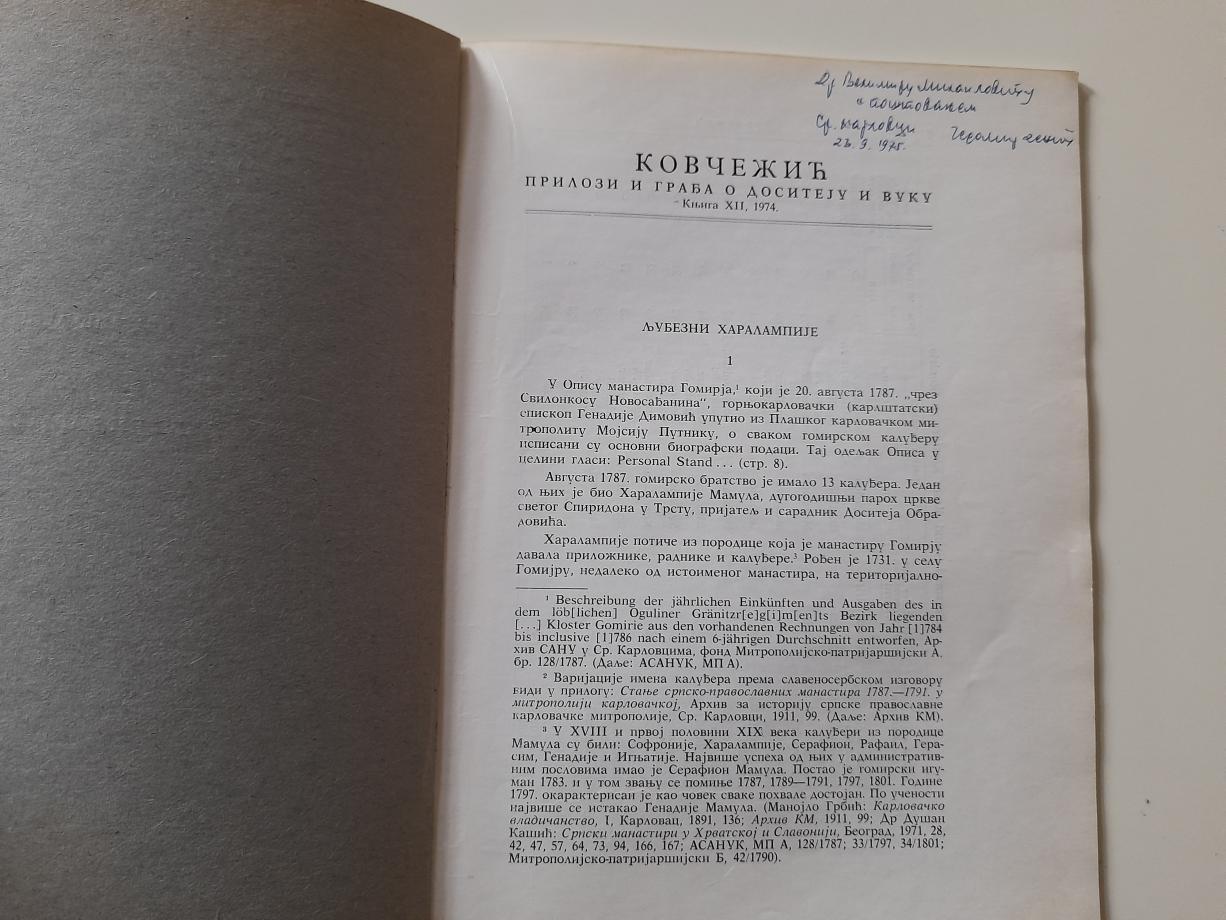 Др Велимиру Михаиловићу
с поштовањем
Ср. Карловци
23. 9. 1975.
КОВЧЕЖИЋ
ПРИЛОЗИ И ГРАЂА О ДОСИТЕЈУ И ВУКУ
Књига XII, 1974.
ЉУБЕЗНИ ХАРАЛАМПИЈЕ
1
У Опису манастира Гомирја,¹ који је 20. августа 1787. „чрез
Свилонкосу Новосађанина“, горњокарловачки (карлштатски)
епископ Генадије Димовић упутио из Плашког карловачком ми-
трополиту Мојсију Путнику, о сваком гомирском калуђеру
исписани су основни биографски подаци. Тај одељак Описа у
целини гласи: Personal Stand... (стр. 8).
Августа 1787. гомирско братство је имало 13 калуђера. Један
од њих је био Харалампије Мамула, дугогодишњи парох цркве
светог Спиридона у Трсту, пријатељ и сарадник Доситеја Обра-
довића.
Харалампије потиче из породице која је манастиру Гомирју
давала приложнике, раднике и калуђере.³ Рођен је 1731. у селу
Гомијру, недалеко од истоименог манастира, на територијално-
¹ Beschreibung der jährlichen Einkünften und Ausgaben des in
dem löb[lichen] Oguliner Gränitzr[e]g[i]m[en]ts Bezirk liegenden
[...] Kloster Gomirie aus den vorhandenen Rechnungen von Jahr [1]784
bis inclusive [1]786 nach einem 6-jährigen Durchschnitt entworfen, Ар-
хив САНУ у Ср. Карловцима, фонд Митрополијско-патријаршијски А,
бр. 128/1787. (Даље: АСАНУК, МП А).
² Варијације имена калуђера према славеносербском изговору
види у прилогу: Стање српско-православних манастира 1787.—1791. у
митрополији карловачкој, Архив за историју српске православне
карловачке митрополије, Ср. Карловци, 1911, 99. (Даље: Архив КМ).
³ У XVIII и првој половини XIX века калуђери из породице
Мамула су били: Софроније, Харалампије, Серафион, Рафаил, Гера-
сим, Генадије и Игњатије. Највише успеха од њих у административ-
ним пословима имао је Серафион Мамула. Постао је гомирски игу-
ман 1783. и у том звању се помиње 1787, 1789—1791, 1797, 1801. Године
1797. окарактерисан је као човек сваке похвале достојан. По учености
највише се истакао Генадије Мамула. (Манојло Грбић: Карловачко
владичанство, I, Карловац, 1891, 136; Архив КМ, 1911, 99; Др Душан
Кашић: Српски манастири у Хрватској и Славонији, Београд, 1971, 28,
42, 47, 57, 64, 73, 94, 166, 167; АСАНУК, МП А, 128/1787; 33/1797, 34/1801;
Митрополијско-патријаршијски Б, 42/1790).